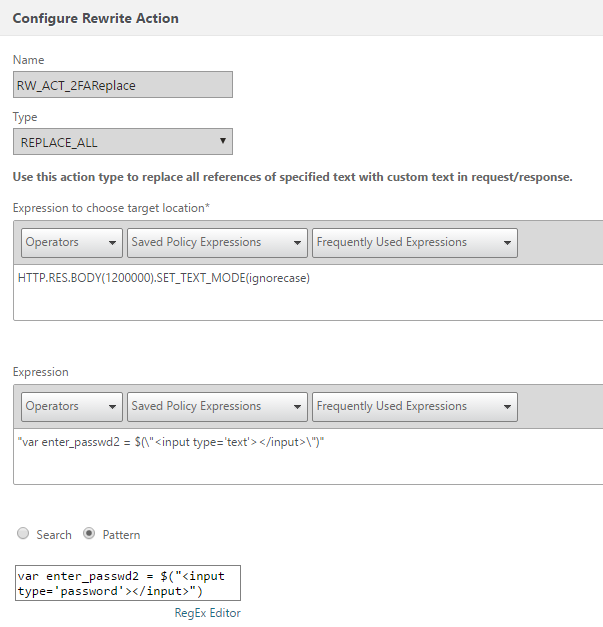 Configure Rewrite Action
Name
RW_ACT_2FAReplace
Type
REPLACE_ALL
Use this action type to replace all references of specified text with custom text in request/response.
Expression to choose target location*
Operators Saved Policy Expressions Frequently Used Expressions
HTTP.RES.BODY(1200000).SET_TEXT_MODE(ignorecase)
Expression
Operators Saved Policy Expressions Frequently Used Expressions
"var enter_passwd2 = $(\"<input type='text'></input>\")"
Search Pattern
var enter_passwd2 = $("<input
type='password'></input>")
RegEx Editor